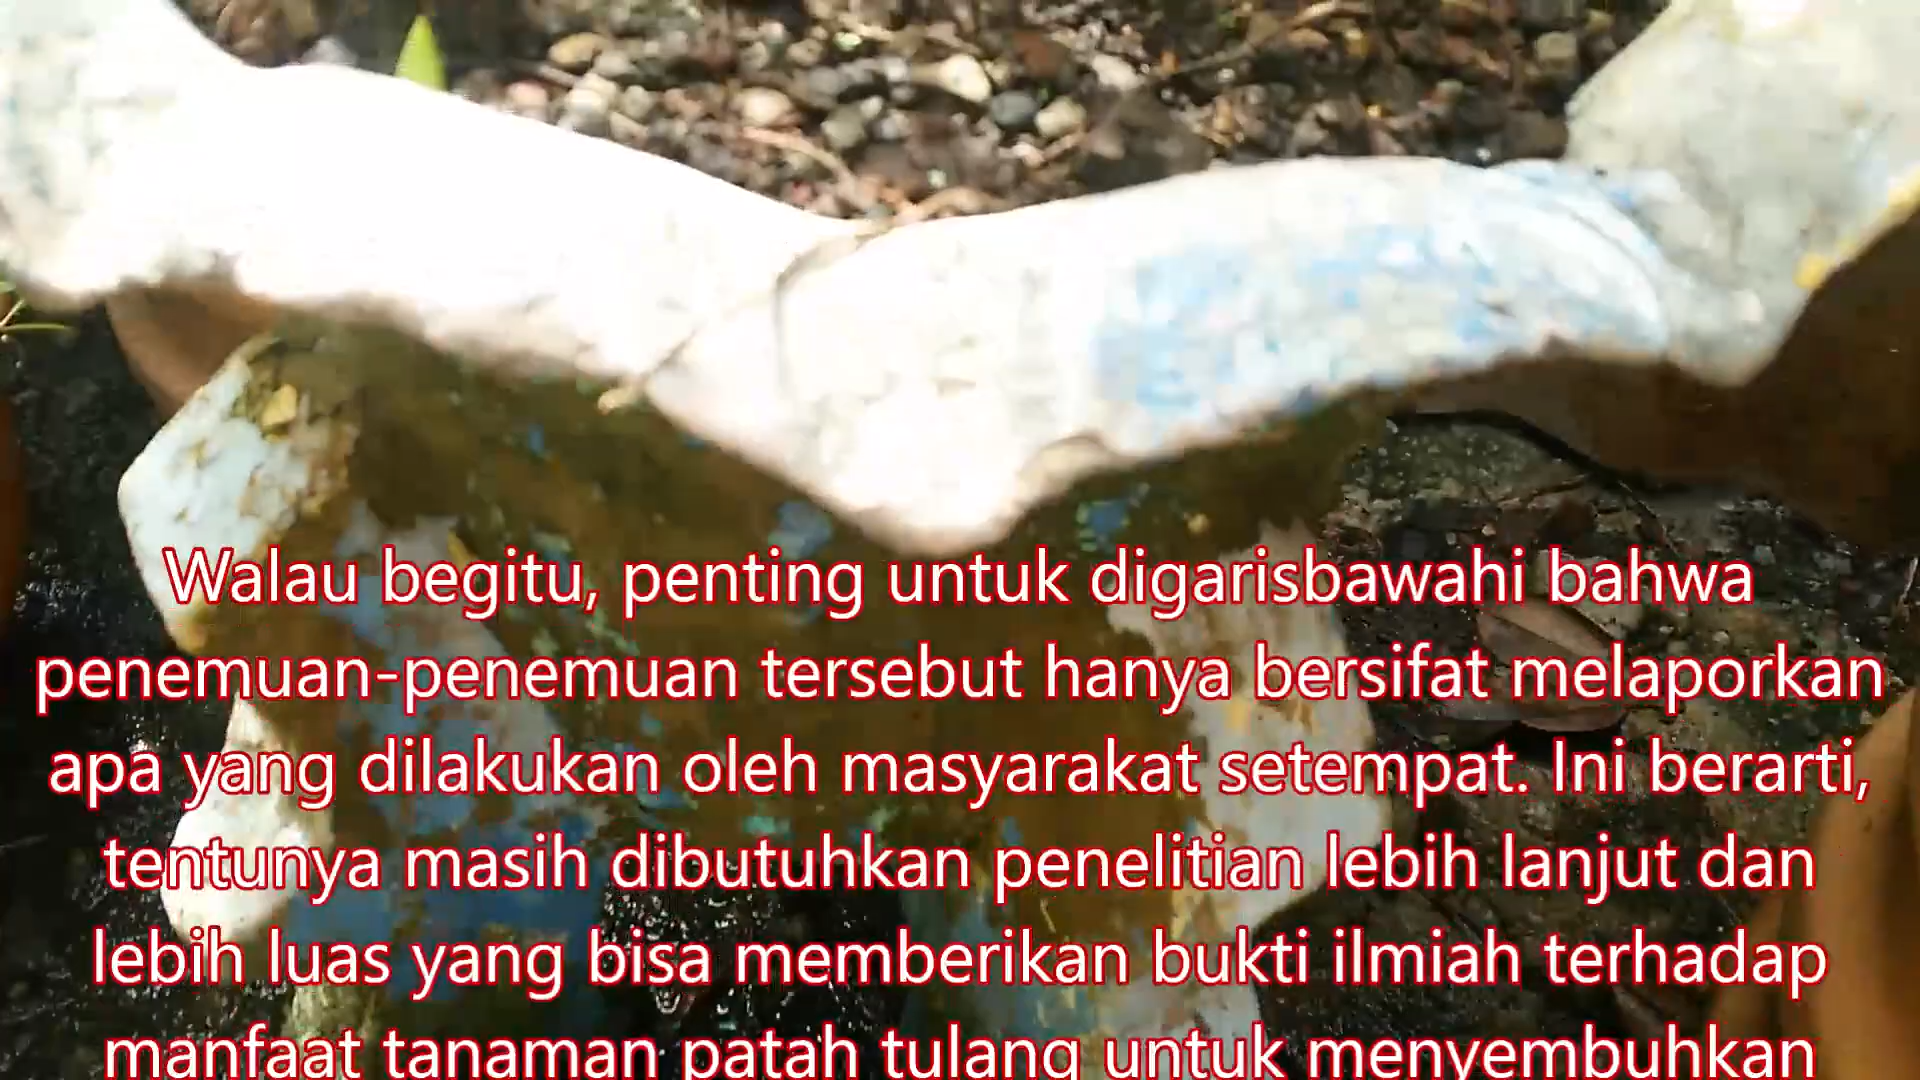 Walau begitu, penting untuk digarisbawahi bahwa
penemuan-penemuan tersebut hanya bersifat melaporkan
apa yang dilakukan oleh masyarakat setempat. Ini berarti,
tentunya masih dibutuhkan penelitian lebih lanjut dan
lebih luas yang bisa memberikan bukti ilmiah terhadap
manfaat tanaman patah tulang untuk menyembuhkan